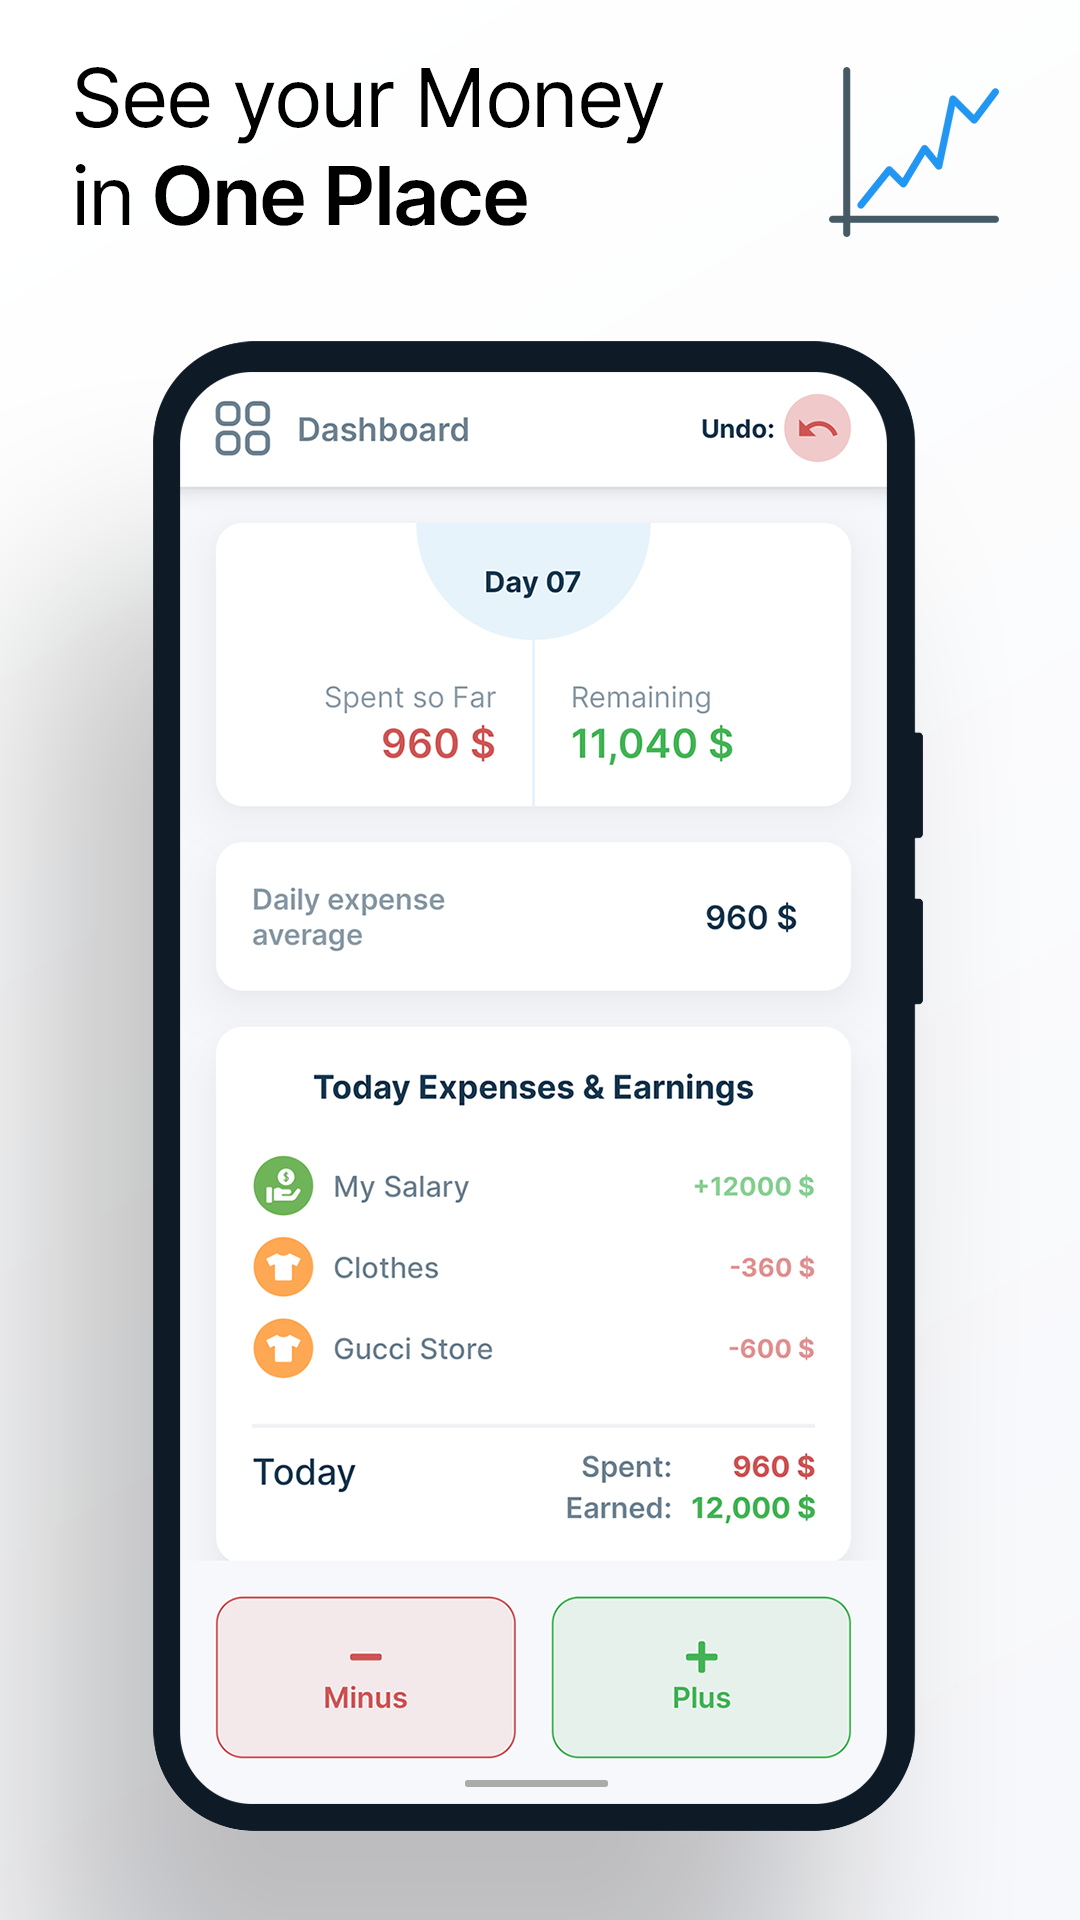 See your Money
in One Place
Dashboard
Undo:
Day 07
Spent so Far
960 $
Remaining
11,040 $
Daily expense
average
960 $
Today Expenses & Earnings
My Salary
+12000 $
Clothes
-360 $
Gucci Store
-600 $
Today
Spent: 960 $
Earned: 12,000 $
Minus
Plus